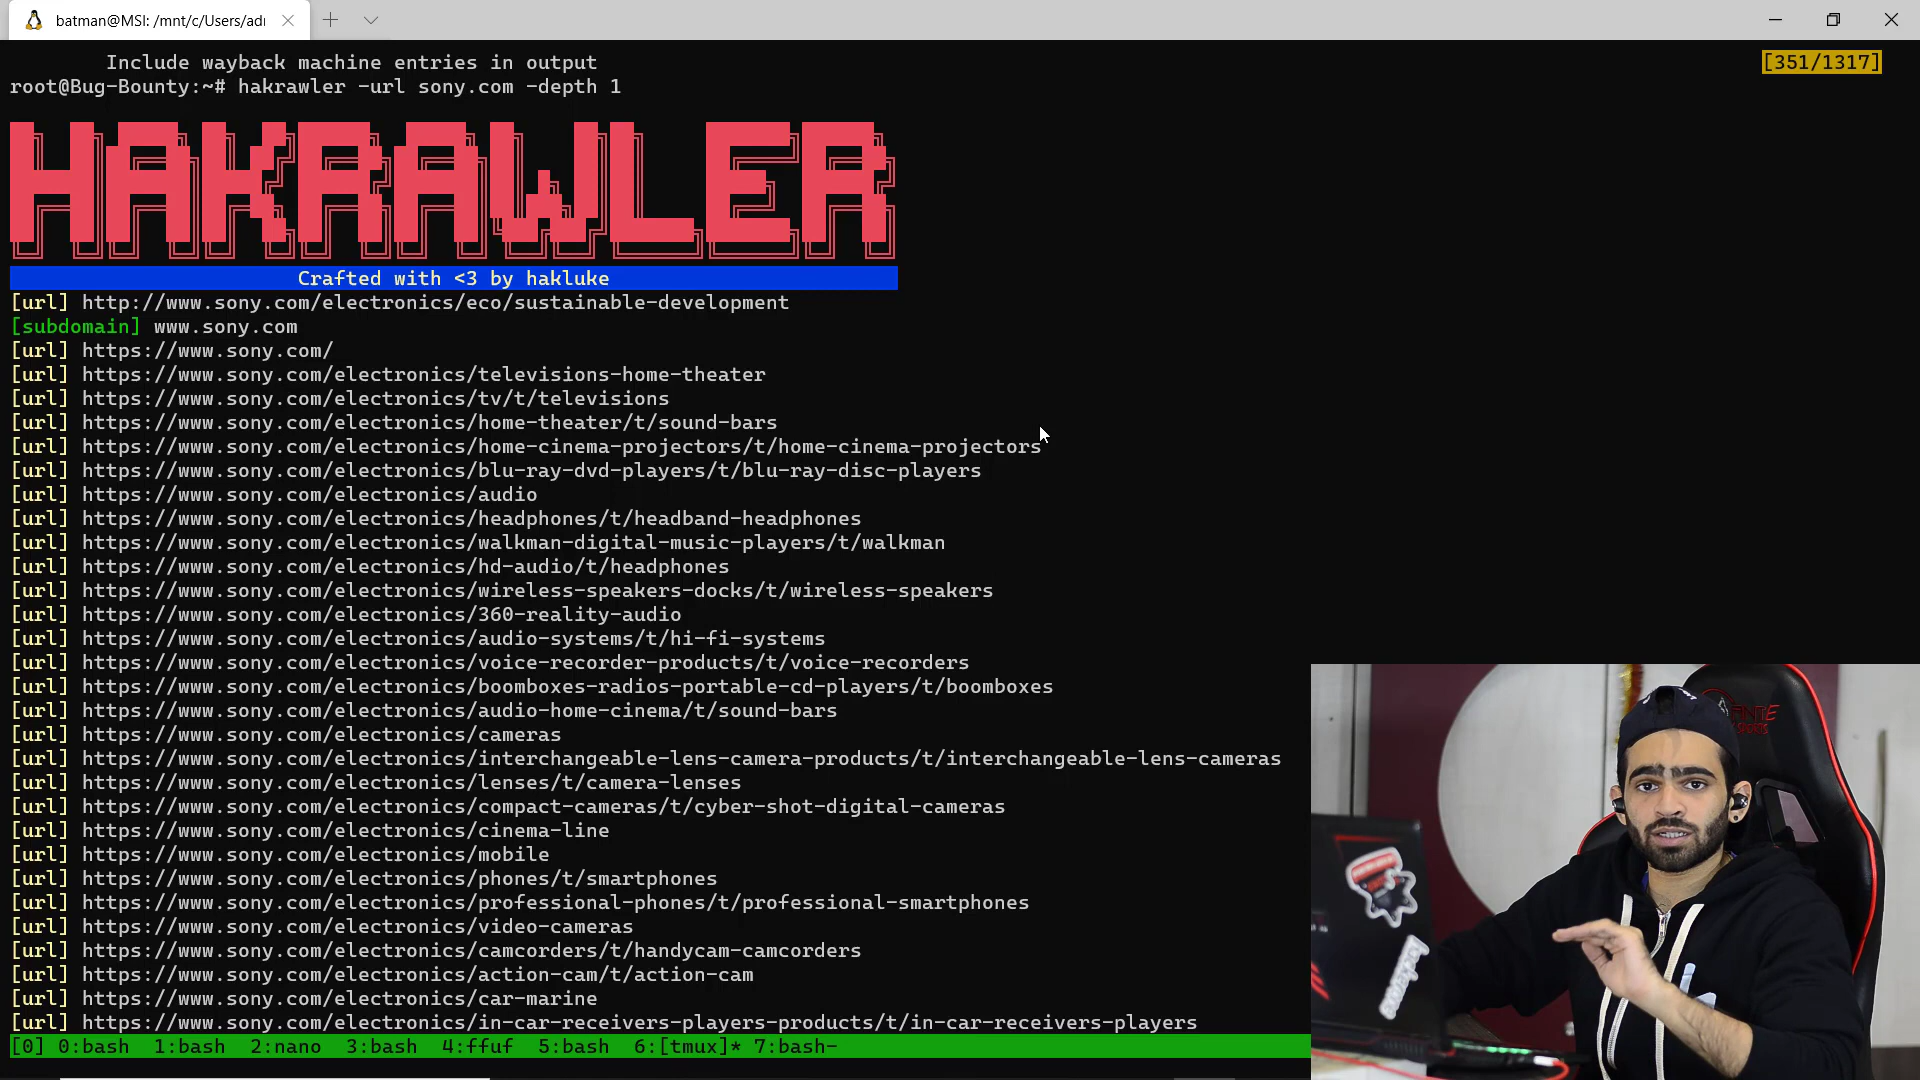 batman@MSI: /mnt/c/Users/adı
Include wayback machine entries in output
[351/1317]
root@Bug-Bounty:~# hakrawler -url sony.com -depth 1
HAKRAWLER
Crafted with <3 by hakluke
[url] http://www.sony.com/electronics/eco/sustainable-development
[subdomain] www.sony.com
[url] https://www.sony.com/
[url] https://www.sony.com/electronics/televisions-home-theater
[url] https://www.sony.com/electronics/tv/t/televisions
[url] https://www.sony.com/electronics/home-theater/t/sound-bars
[url] https://www.sony.com/electronics/home-cinema-projectors/t/home-cinema-projectors
[url] https://www.sony.com/electronics/blu-ray-dvd-players/t/blu-ray-disc-players
[url] https://www.sony.com/electronics/audio
[url] https://www.sony.com/electronics/headphones/t/headband-headphones
[url] https://www.sony.com/electronics/walkman-digital-music-players/t/walkman
[url] https://www.sony.com/electronics/hd-audio/t/headphones
[url] https://www.sony.com/electronics/wireless-speakers-docks/t/wireless-speakers
[url] https://www.sony.com/electronics/360-reality-audio
[url] https://www.sony.com/electronics/audio-systems/t/hi-fi-systems
[url] https://www.sony.com/electronics/voice-recorder-products/t/voice-recorders
[url] https://www.sony.com/electronics/boomboxes-radios-portable-cd-players/t/boomboxes
[url] https://www.sony.com/electronics/audio-home-cinema/t/sound-bars
[url] https://www.sony.com/electronics/cameras
[url] https://www.sony.com/electronics/interchangeable-lens-camera-products/t/interchangeable-lens-cameras
[url] https://www.sony.com/electronics/lenses/t/camera-lenses
[url] https://www.sony.com/electronics/compact-cameras/t/cyber-shot-digital-cameras
[url] https://www.sony.com/electronics/cinema-line
[url] https://www.sony.com/electronics/mobile
[url] https://www.sony.com/electronics/phones/t/smartphones
[url] https://www.sony.com/electronics/professional-phones/t/professional-smartphones
[url] https://www.sony.com/electronics/video-cameras
[url] https://www.sony.com/electronics/camcorders/t/handycam-camcorders
[url] https://www.sony.com/electronics/action-cam/t/action-cam
[url] https://www.sony.com/electronics/car-marine
[url] https://www.sony.com/electronics/in-car-receivers-players-products/t/in-car-receivers-players
[0] 0:bash  1:bash  2:nano  3:bash  4:ffuf  5:bash  6:[tmux]* 7:bash-